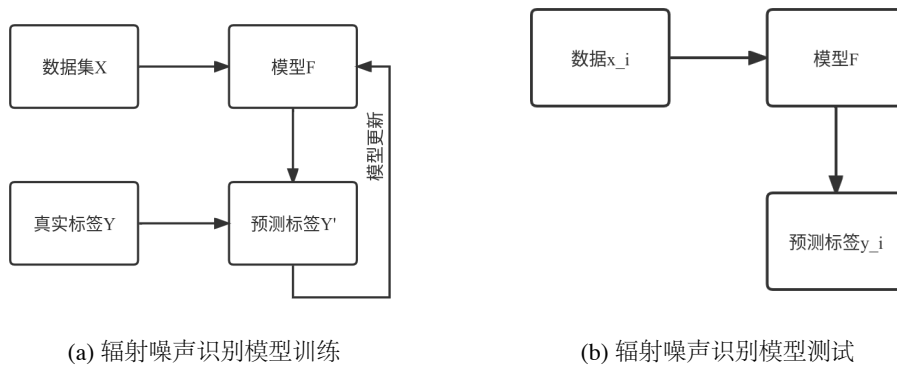 数据集X
模型F
模型更新
真实标签Y
预测标签Y'
(a) 辐射噪声识别模型训练
数据x_i
模型F
预测标签y_i
(b) 辐射噪声识别模型测试